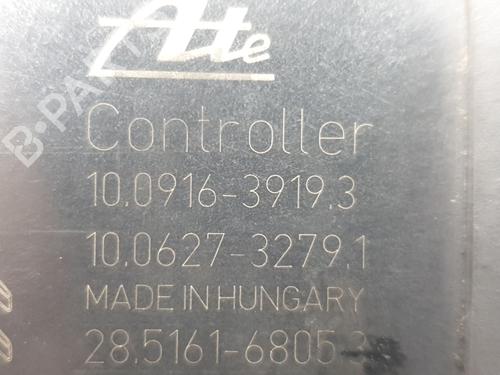 Ate
Controller
10.0916-3919.3
10.0627-3279.1
MADE IN HUNGARY
28.5161-6805.3
B-PARTS